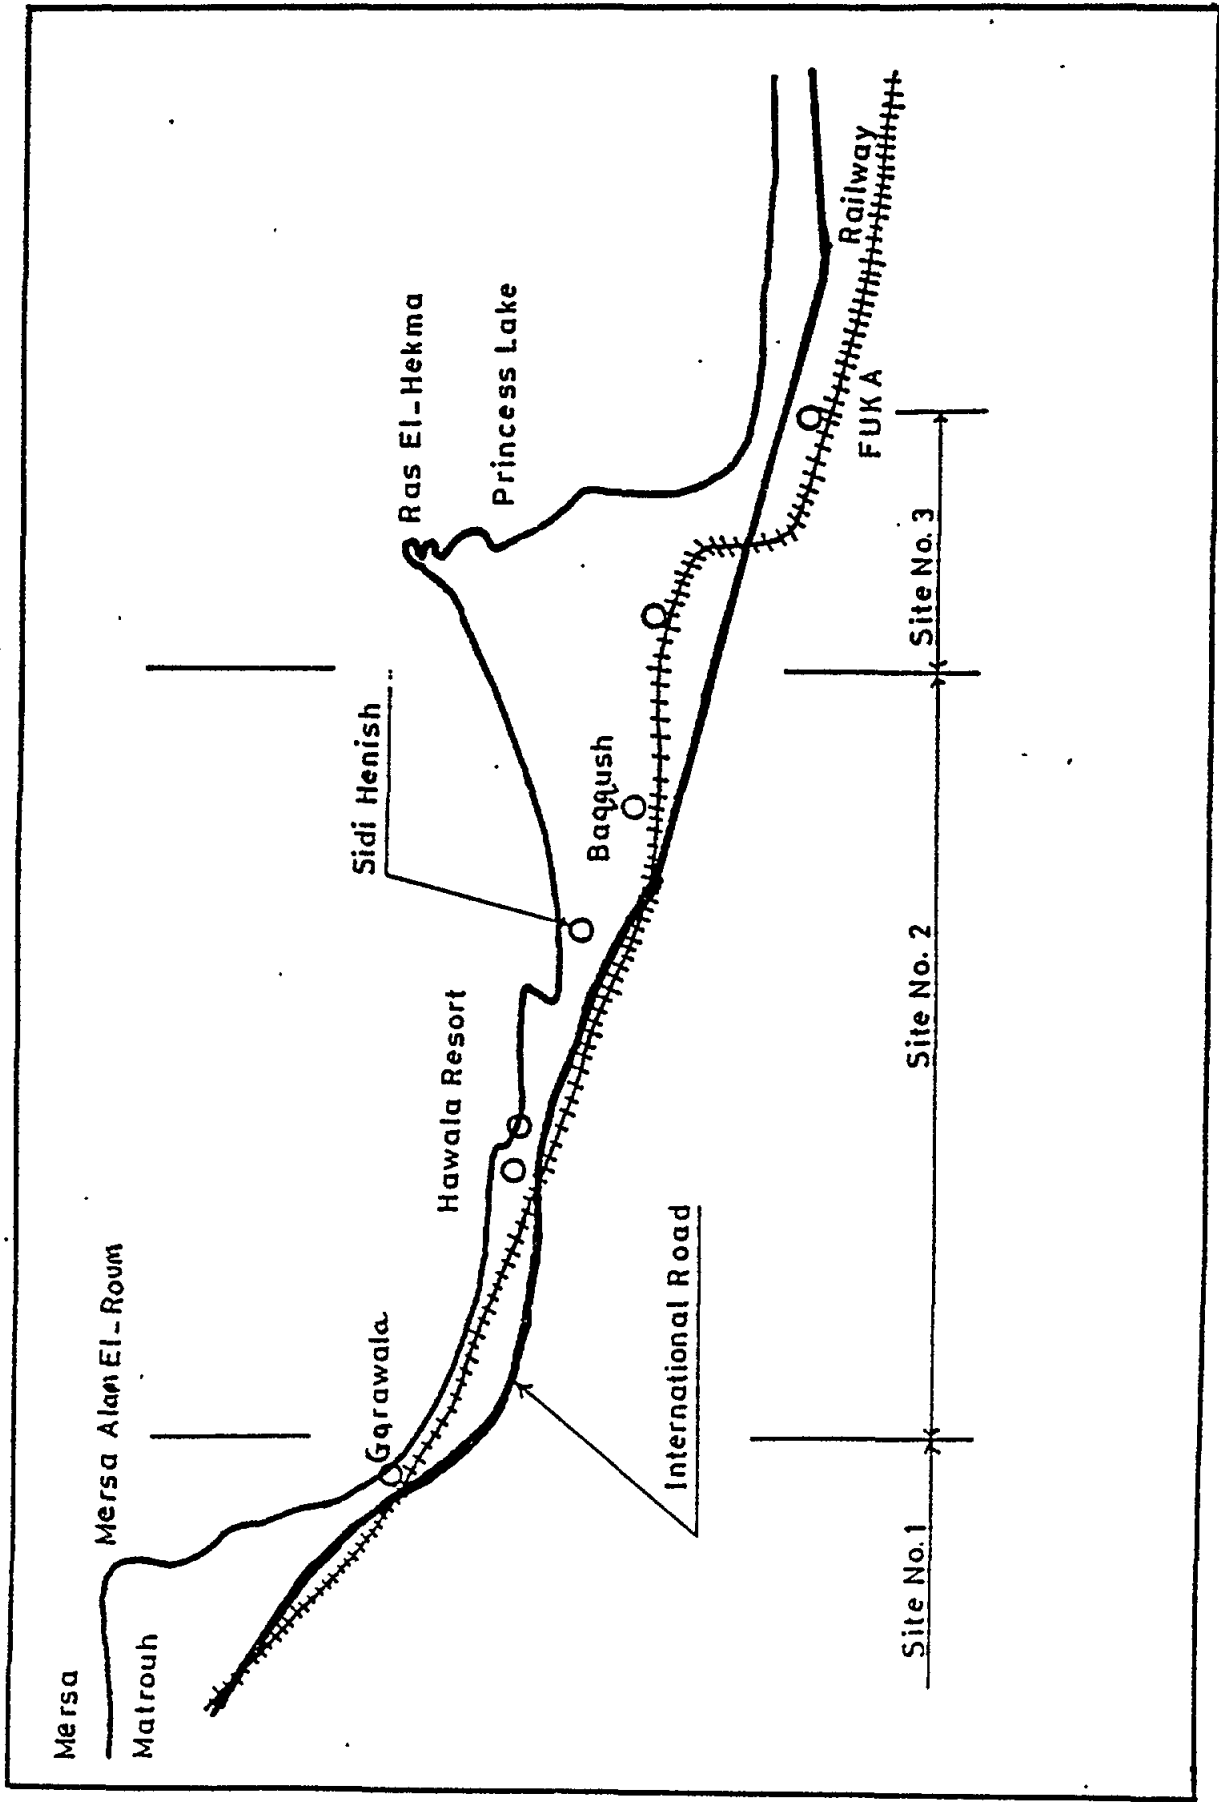 Mersa
Matrouh
Mersa Alam El-Roum
Garawala
Hawala Resort
Sidi Henish
Baqqush
Ras El-Hekma
Princess Lake
Railway
FUKA
International Road
Site No.1
Site No. 2
Site No. 3